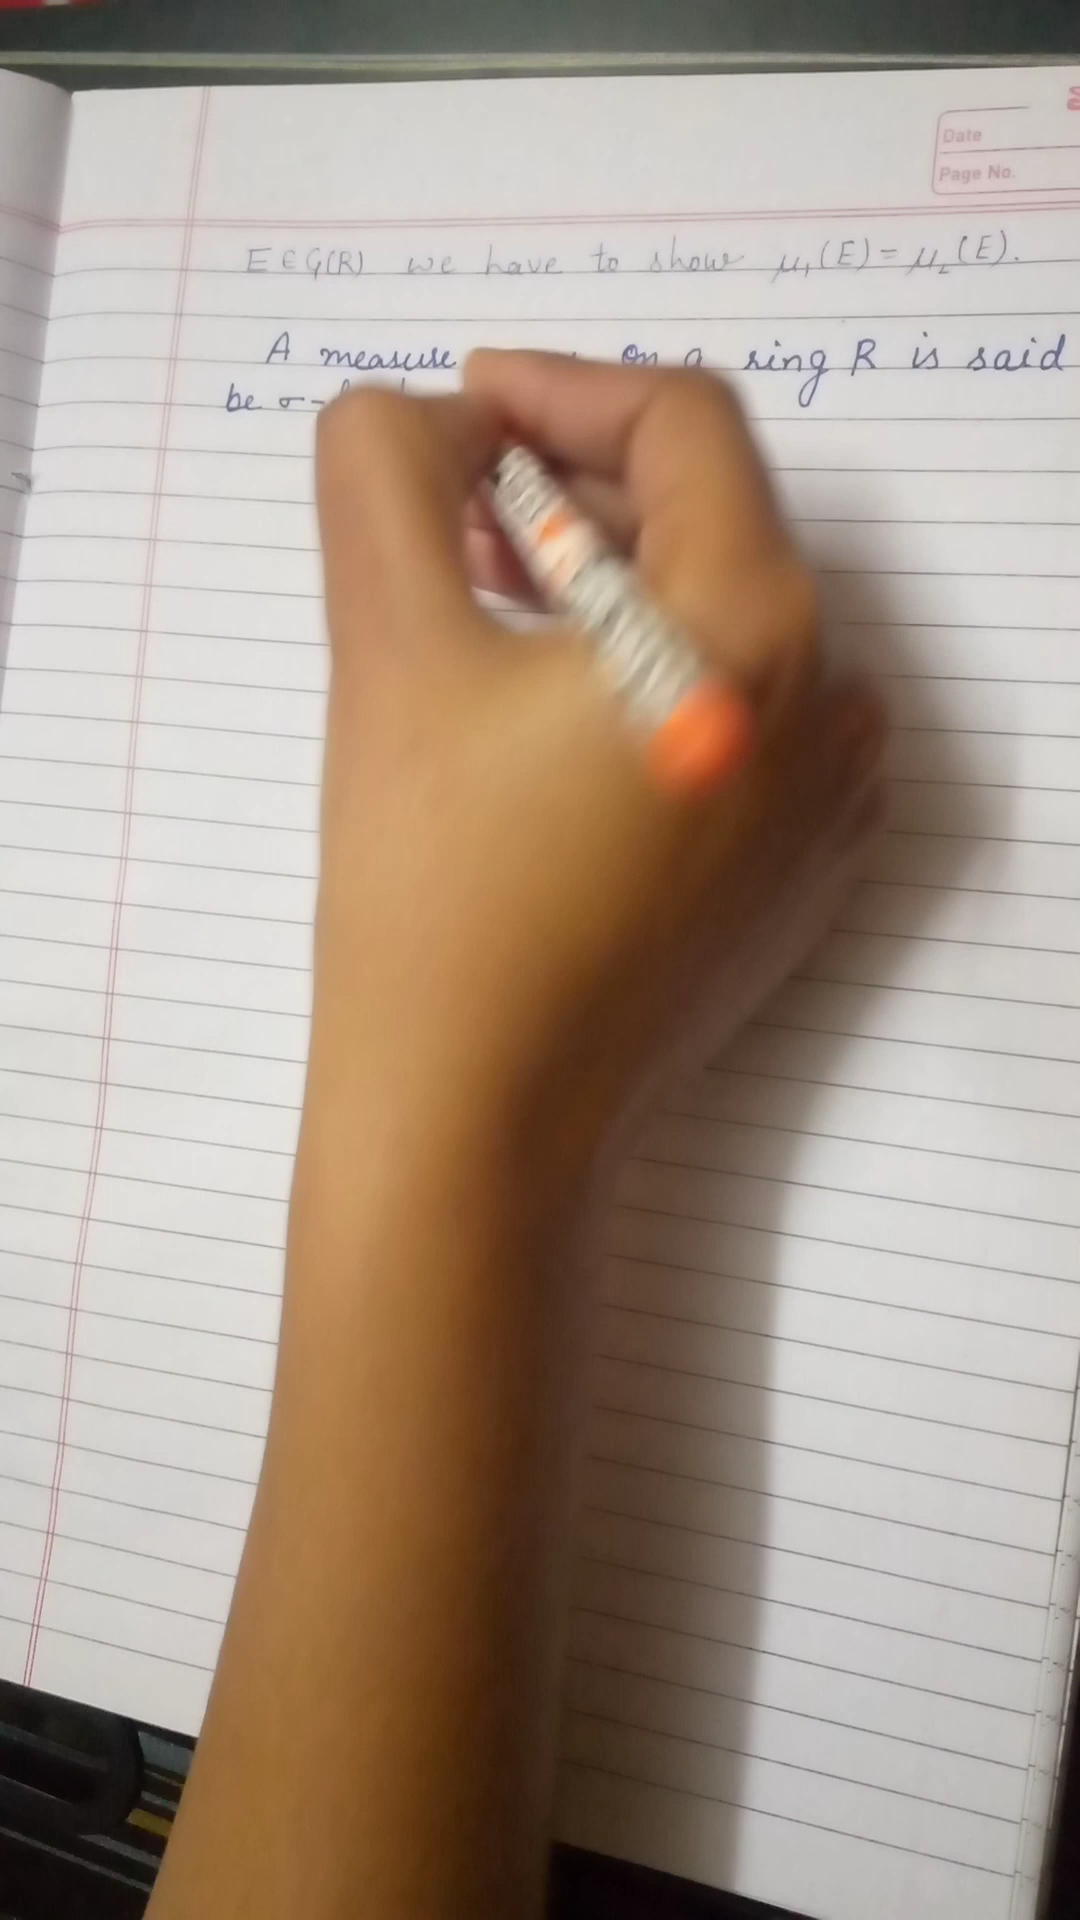 Date
Page No.
E ∈ G(R) we have to show μ₁(E) = μ₂(E).
A measure on a ring R is said
be σ-